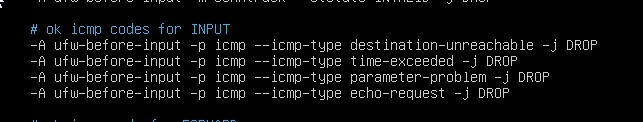 # ok icmp codes for INPUT
-A ufw-before-input -p icmp --icmp-type destination-unreachable -j DROP
-A ufw-before-input -p icmp --icmp-type time-exceeded -j DROP
-A ufw-before-input -p icmp --icmp-type parameter-problem -j DROP
-A ufw-before-input -p icmp --icmp-type echo-request -j DROP